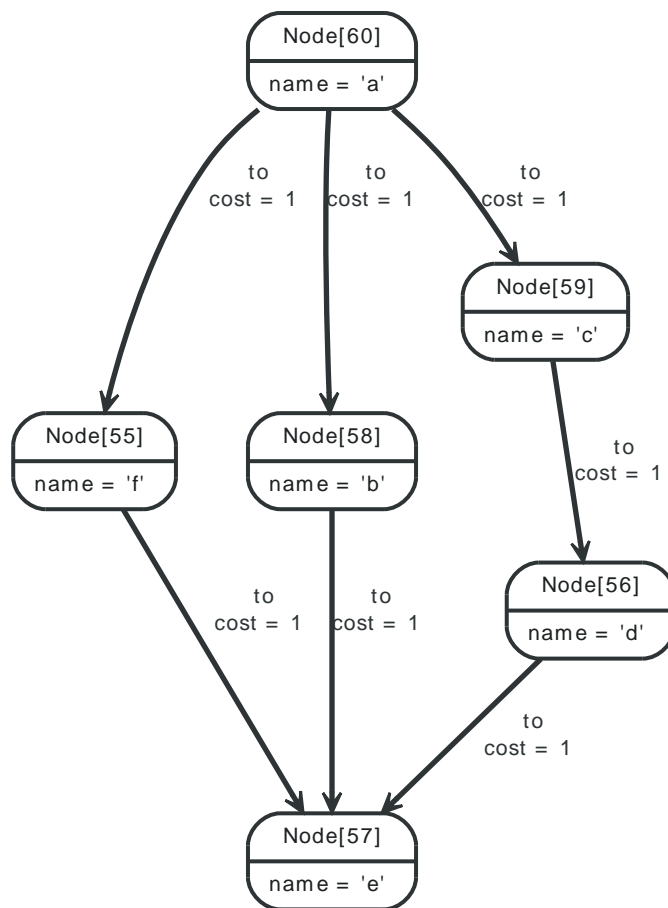 Node[60]
name = 'a'
to
cost = 1
to
cost = 1
to
cost = 1
Node[59]
name = 'c'
Node[55]
name = 'f'
Node[58]
name = 'b'
to
cost = 1
Node[56]
name = 'd'
to
cost = 1
to
cost = 1
to
cost = 1
Node[57]
name = 'e'